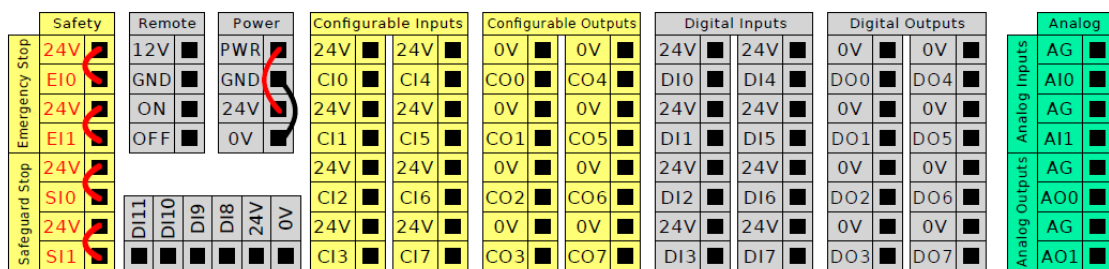 Safety
Emergency Stop
24V
EI0
24V
EI1
Safeguard Stop
24V
SI0
24V
SI1
Remote
12V
GND
ON
OFF
Power
PWR
GND
24V
0V
DI11 DI10 DI9 DI8 24V 0V
Configurable Inputs
24V 24V
CI0 CI4
24V 24V
CI1 CI5
24V 24V
CI2 CI6
24V 24V
CI3 CI7
Configurable Outputs
0V 0V
CO0 CO4
0V 0V
CO1 CO5
0V 0V
CO2 CO6
0V 0V
CO3 CO7
Digital Inputs
24V 24V
DI0 DI4
24V 24V
DI1 DI5
24V 24V
DI2 DI6
24V 24V
DI3 DI7
Digital Outputs
0V 0V
DO0 DO4
0V 0V
DO1 DO5
0V 0V
DO2 DO6
0V 0V
DO3 DO7
Analog
Analog Inputs
AG
AI0
AG
AI1
Analog Outputs
AG
AO0
AG
AO1